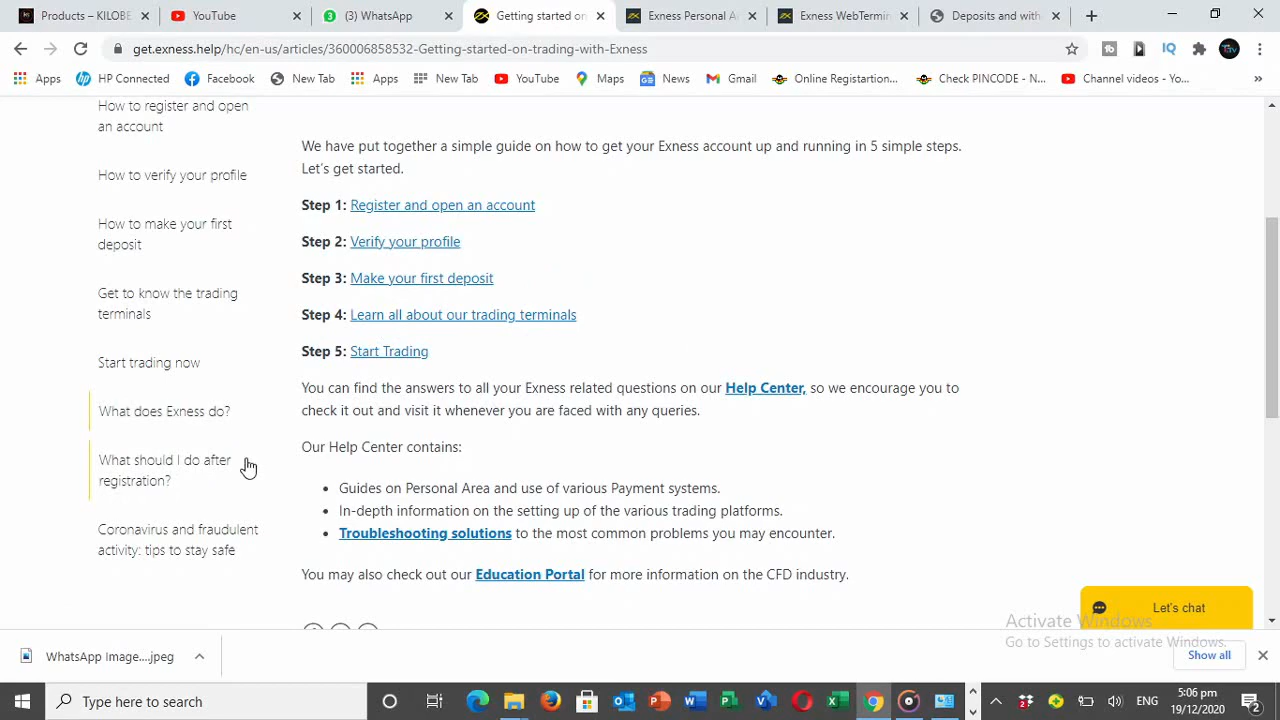 Products – KILOBE
YouTube
(3) WhatsApp
Getting started on
Exness Personal A
Exness WebTermin
Deposits and with
get.exness.help/hc/en-us/articles/360006858532-Getting-started-on-trading-with-Exness
Apps
HP Connected
Facebook
New Tab
Apps
New Tab
YouTube
Maps
News
Gmail
Online Registartion...
Check PINCODE - N...
Channel videos - Yo...
How to register and open
an account
How to verify your profile
How to make your first
deposit
Get to know the trading
terminals
Start trading now
What does Exness do?
What should I do after
registration?
Coronavirus and fraudulent
activity: tips to stay safe
We have put together a simple guide on how to get your Exness account up and running in 5 simple steps.
Let's get started.
Step 1: Register and open an account
Step 2: Verify your profile
Step 3: Make your first deposit
Step 4: Learn all about our trading terminals
Step 5: Start Trading
You can find the answers to all your Exness related questions on our Help Center, so we encourage you to
check it out and visit it whenever you are faced with any queries.
Our Help Center contains:
• Guides on Personal Area and use of various Payment systems.
• In-depth information on the setting up of the various trading platforms.
• Troubleshooting solutions to the most common problems you may encounter.
You may also check out our Education Portal for more information on the CFD industry.
Let's chat
Activate Windows
Go to Settings to activate Windows.
WhatsApp Image....jpeg
Show all
Type here to search
ENG
5:06 pm
19/12/2020
2